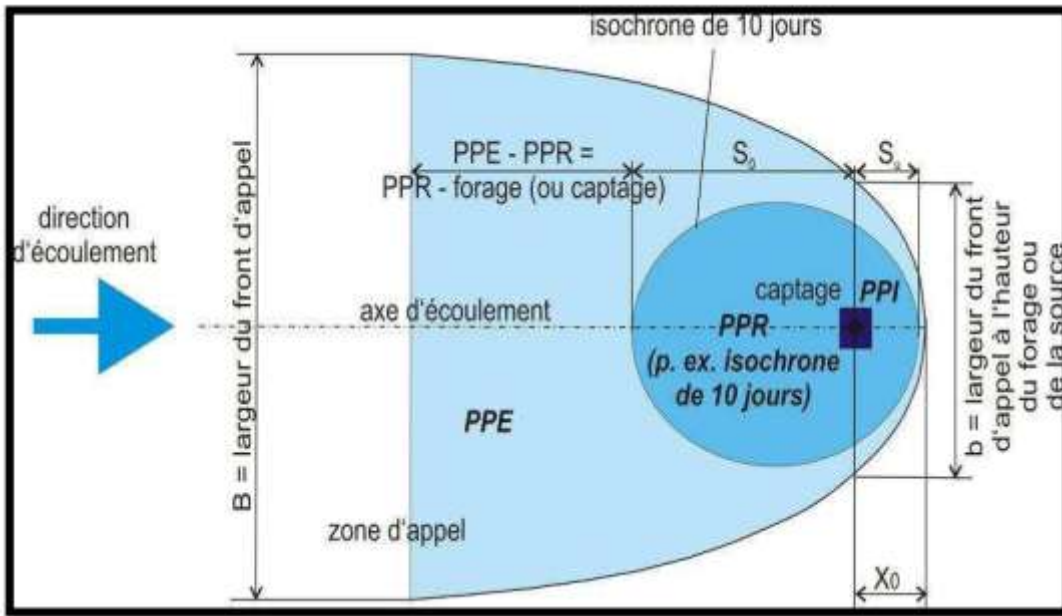 isochrone de 10 jours
PPE - PPR =
PPR - forage (ou captage)
S₀
Sᵤ
direction
d'écoulement
B = largeur du front d'appel
axe d'écoulement
captage
PPI
PPR
(p. ex. isochrone
de 10 jours)
PPE
zone d'appel
b = largeur du front
d'appel à l'hauteur
du forage ou
de la source
X0